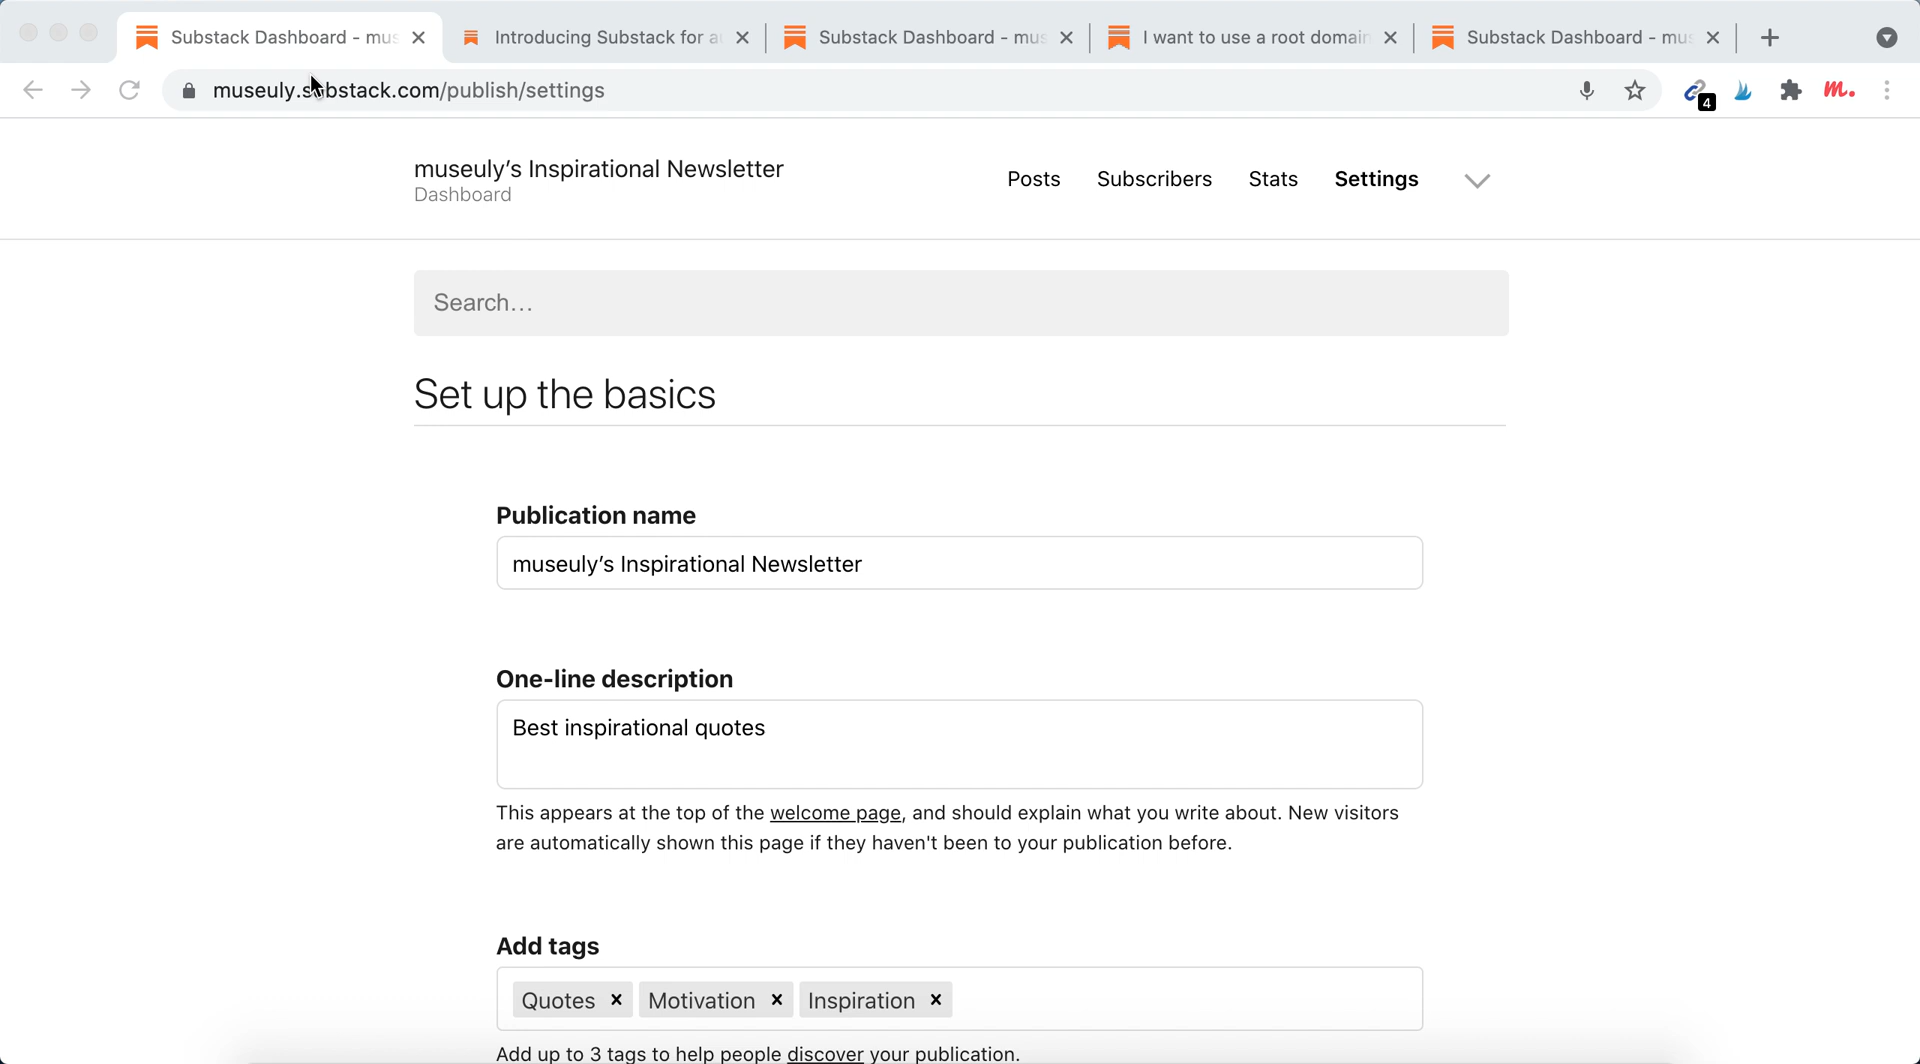 Substack Dashboard - mus
Introducing Substack for a
Substack Dashboard - mus
I want to use a root domain
Substack Dashboard - mus
museuly.substack.com/publish/settings
4
m.
museuly’s Inspirational Newsletter
Dashboard
Posts
Subscribers
Stats
Settings
Search…
Set up the basics
Publication name
museuly’s Inspirational Newsletter
One-line description
Best inspirational quotes
This appears at the top of the welcome page, and should explain what you write about. New visitors
are automatically shown this page if they haven't been to your publication before.
Add tags
Quotes × Motivation × Inspiration ×
Add up to 3 tags to help people discover your publication.